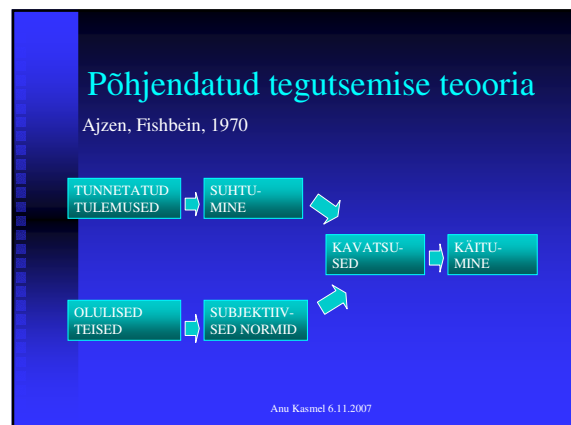 Põhjendatud tegutsemise teooria
Ajzen, Fishbein, 1970
TUNNETATUD
TULEMUSED
SUHTU-
MINE
KAVATSU-
SED
KÄITU-
MINE
OLULISED
TEISED
SUBJEKTIIV-
SED NORMID
Anu Kasmel 6.11.2007